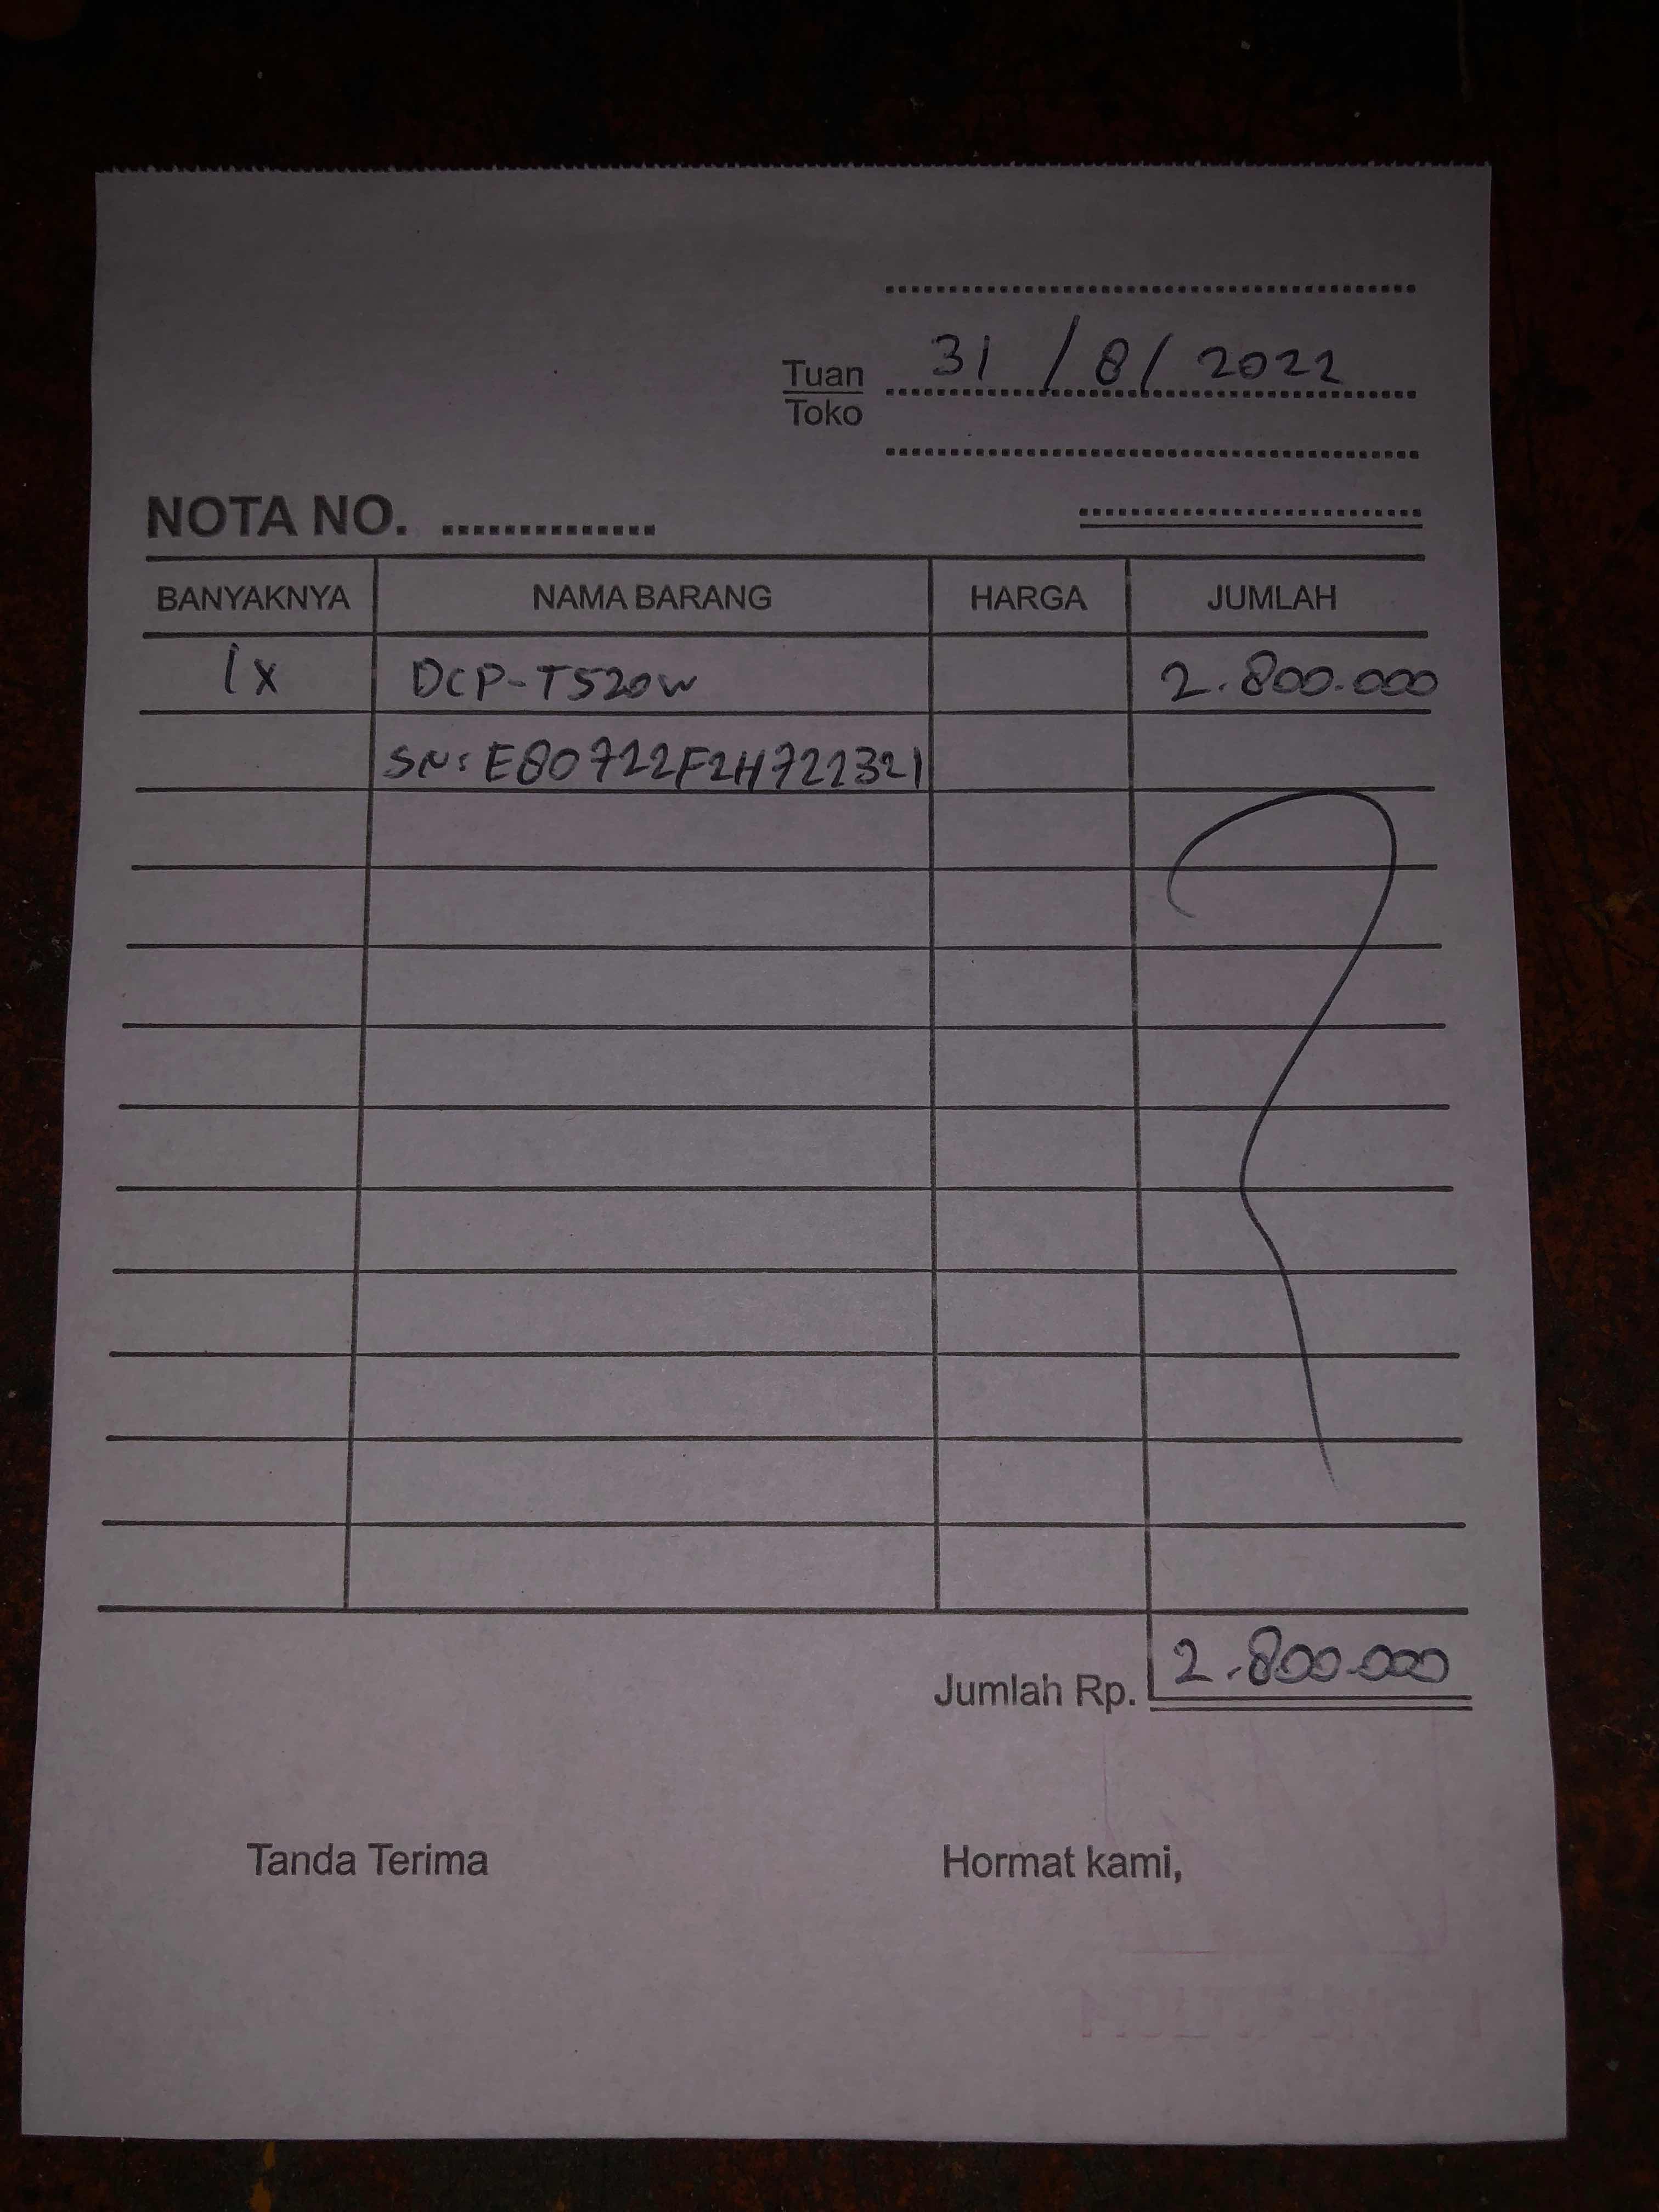 31/8/2022
Tuan
Toko
NOTA NO. ..............
BANYAKNYA NAMA BARANG HARGA JUMLAH
1x DCP-T520W 2.800.000
SN: E80722F2H722321
Jumlah Rp. 2.800.000
Tanda Terima Hormat kami,